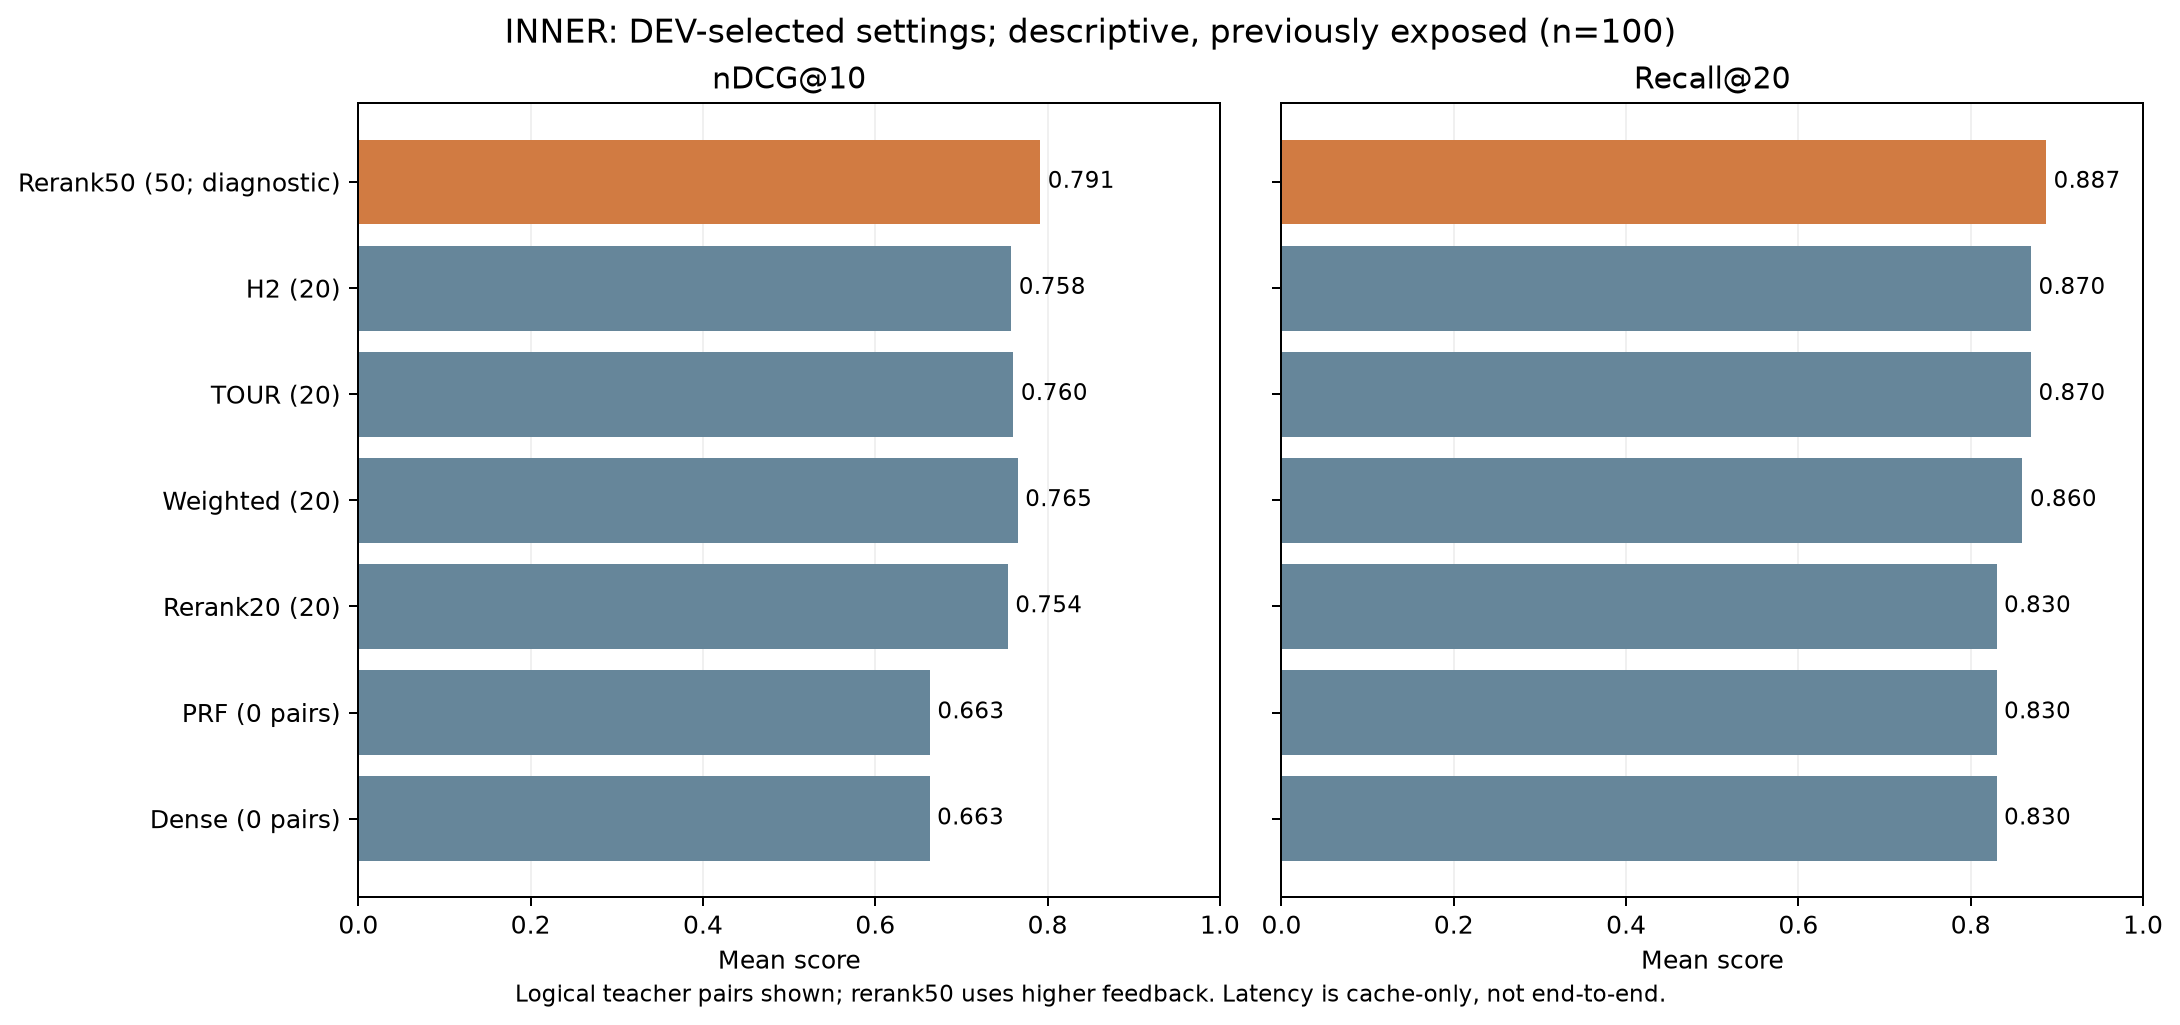 INNER: DEV-selected settings; descriptive, previously exposed (n=100)
nDCG@10
Recall@20
Rerank50 (50; diagnostic)
0.791
0.887
H2 (20)
0.758
0.870
TOUR (20)
0.760
0.870
Weighted (20)
0.765
0.860
Rerank20 (20)
0.754
0.830
PRF (0 pairs)
0.663
0.830
Dense (0 pairs)
0.663
0.830
0.0 0.2 0.4 0.6 0.8 1.0
0.0 0.2 0.4 0.6 0.8 1.0
Mean score
Mean score
Logical teacher pairs shown; rerank50 uses higher feedback. Latency is cache-only, not end-to-end.